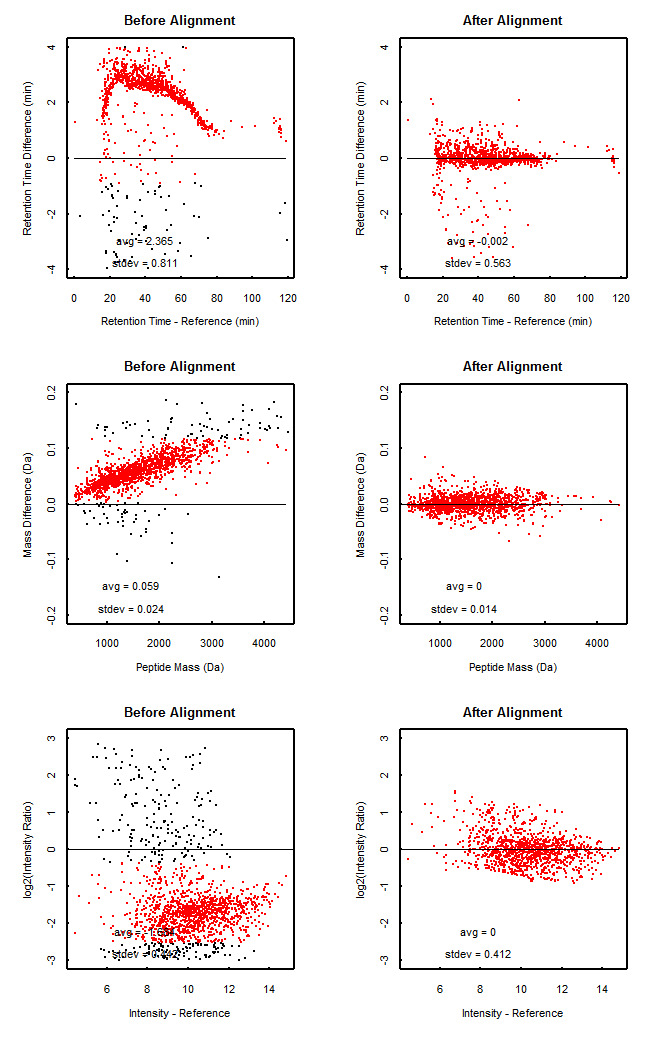 Before Alignment
Retention Time Difference (min)
4
2
0
-2
-4
avg = 2.365
stdev = 0.811
0 20 40 60 80 100 120
Retention Time - Reference (min)
After Alignment
Retention Time Difference (min)
4
2
0
-2
-4
avg = -0.002
stdev = 0.563
0 20 40 60 80 100 120
Retention Time - Reference (min)
Before Alignment
Mass Difference (Da)
0.2
0.1
0.0
-0.1
-0.2
avg = 0.059
stdev = 0.024
1000 2000 3000 4000
Peptide Mass (Da)
After Alignment
Mass Difference (Da)
0.2
0.1
0.0
-0.1
-0.2
avg = 0
stdev = 0.014
1000 2000 3000 4000
Peptide Mass (Da)
Before Alignment
log2(Intensity Ratio)
3
2
1
0
-1
-2
-3
avg =
stdev =
6 8 10 12 14
Intensity - Reference
After Alignment
log2(Intensity Ratio)
3
2
1
0
-1
-2
-3
avg = 0
stdev = 0.412
6 8 10 12 14
Intensity - Reference